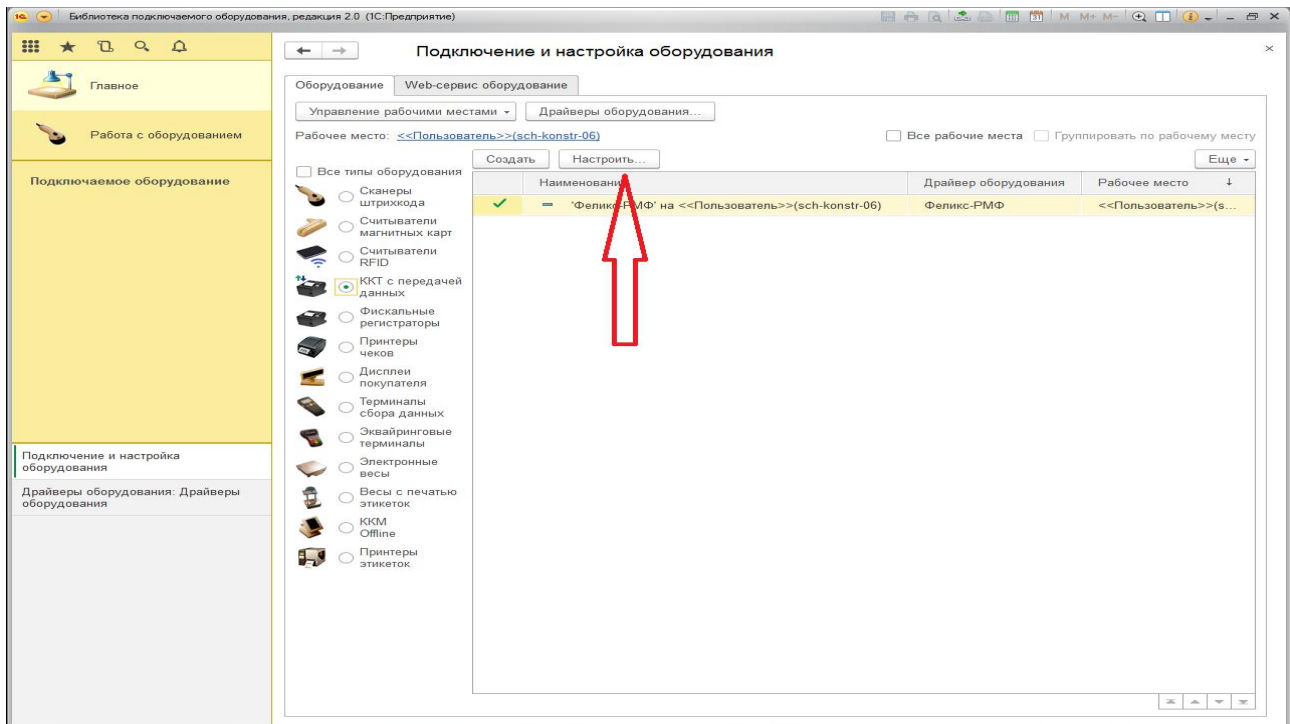 Библиотека подключаемого оборудования, редакция 2.0 (1С:Предприятие)
M M+ M-
Главное
Работа с оборудованием
Подключаемое оборудование
Подключение и настройка
оборудования
Драйверы оборудования: Драйверы
оборудования
Подключение и настройка оборудования
Оборудование Web-сервис оборудование
Управление рабочими местами Драйверы оборудования...
Рабочее место: <<Пользователь>>(sch-konstr-06) Все рабочие места Группировать по рабочему месту
Все типы оборудования
Сканеры
штрихкода
Считыватели
магнитных карт
Считыватели
RFID
ККТ с передачей
данных
Фискальные
регистраторы
Принтеры
чеков
Дисплеи
покупателя
Терминалы
сбора данных
Эквайринговые
терминалы
Электронные
весы
Весы с печатью
этикеток
ККМ
Offline
Принтеры
этикеток
Создать Настроить... Еще
Наименование Драйвер оборудования Рабочее место
'Феликс-РМФ' на <<Пользователь>>(sch-konstr-06) Феликс-РМФ <<Пользователь>>(s...